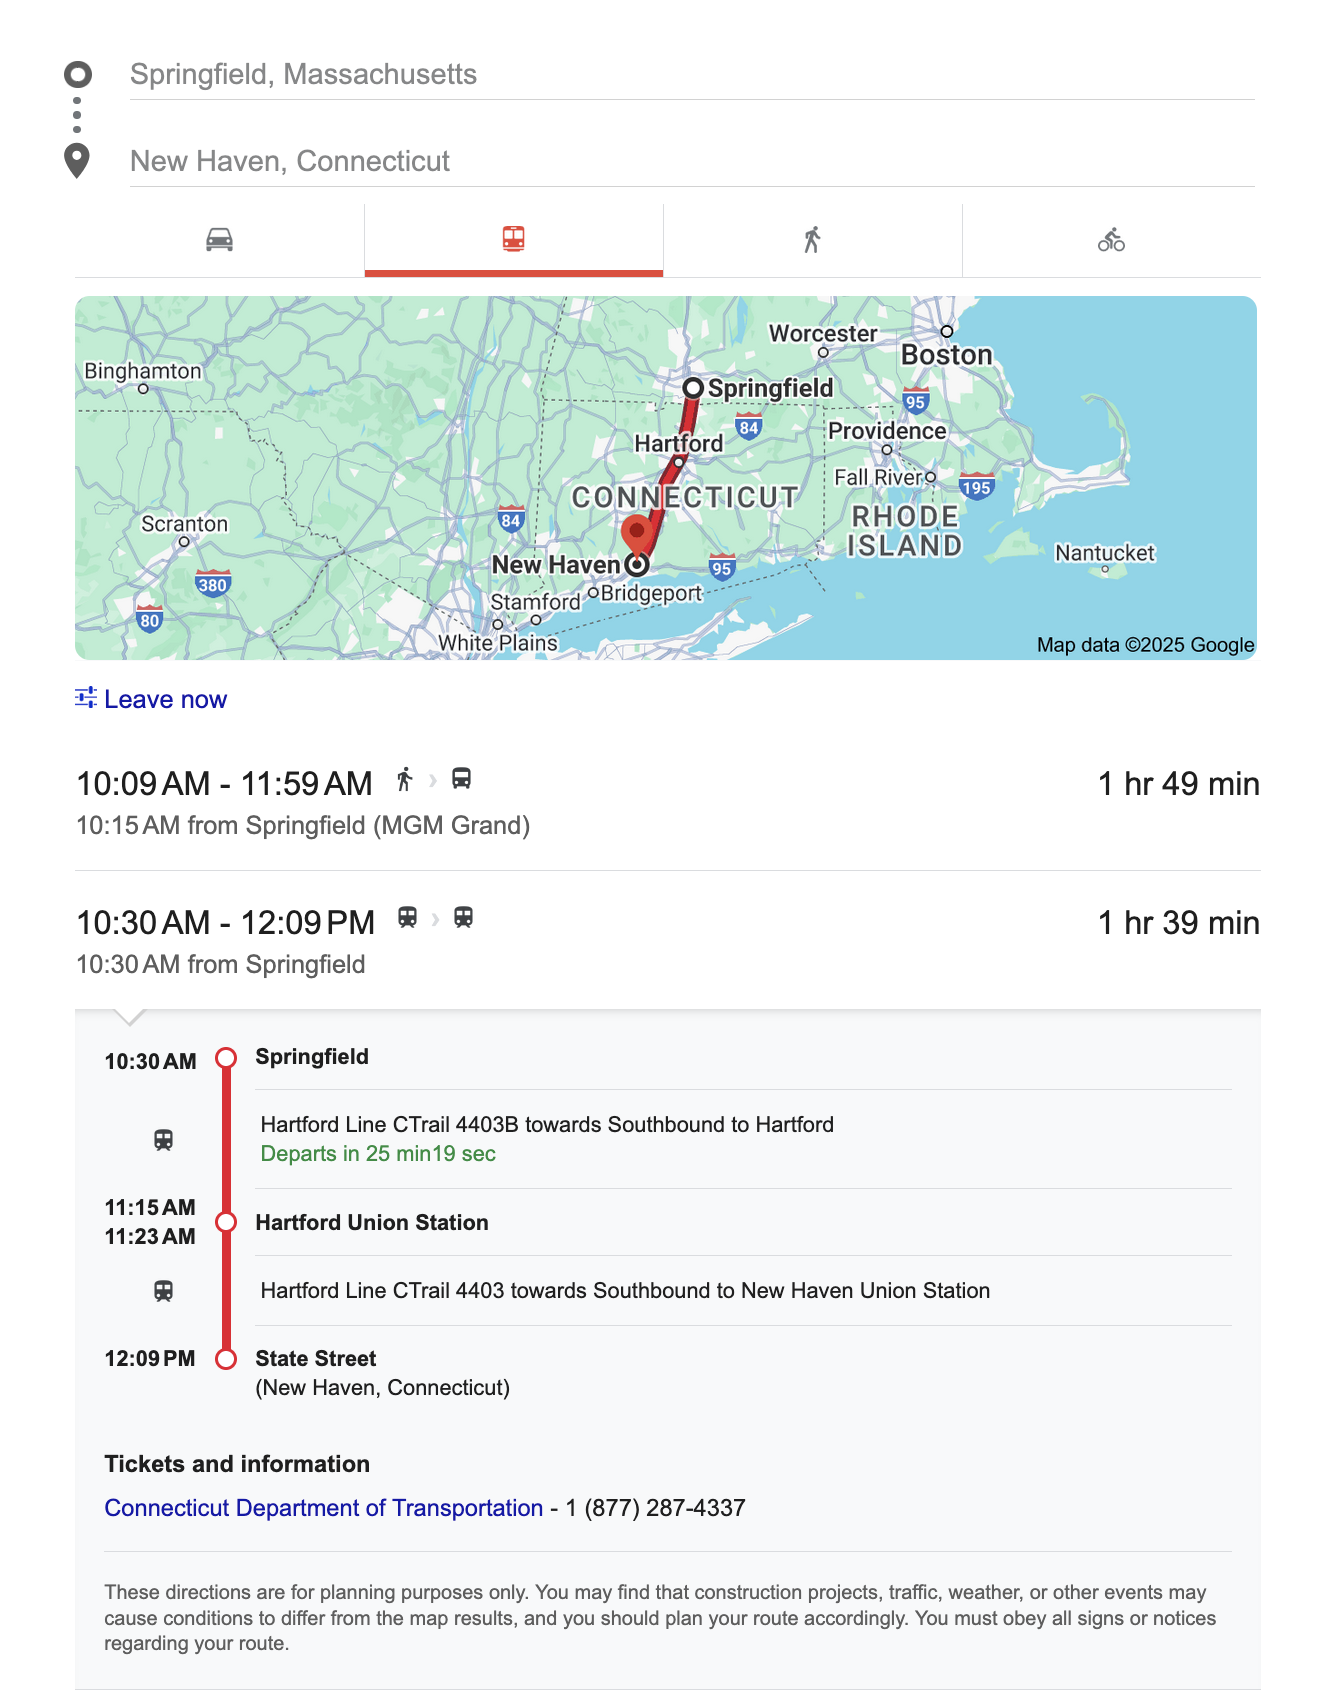 Springfield, Massachusetts
New Haven, Connecticut
Binghamton
Worcester
Boston
Springfield
95
84
Hartford
Providence
Fall River
195
CONNECTICUT
84
RHODE
ISLAND
Scranton
Nantucket
New Haven
95
380
Bridgeport
Stamford
80
White Plains
Map data ©2025 Google
Leave now
10:09 AM - 11:59 AM 1 hr 49 min
10:15 AM from Springfield (MGM Grand)
10:30 AM - 12:09 PM 1 hr 39 min
10:30 AM from Springfield
10:30 AM Springfield
Hartford Line CTrail 4403B towards Southbound to Hartford
Departs in 25 min19 sec
11:15 AM
11:23 AM
Hartford Union Station
Hartford Line CTrail 4403 towards Southbound to New Haven Union Station
12:09 PM State Street
(New Haven, Connecticut)
Tickets and information
Connecticut Department of Transportation - 1 (877) 287-4337
These directions are for planning purposes only. You may find that construction projects, traffic, weather, or other events may
cause conditions to differ from the map results, and you should plan your route accordingly. You must obey all signs or notices
regarding your route.